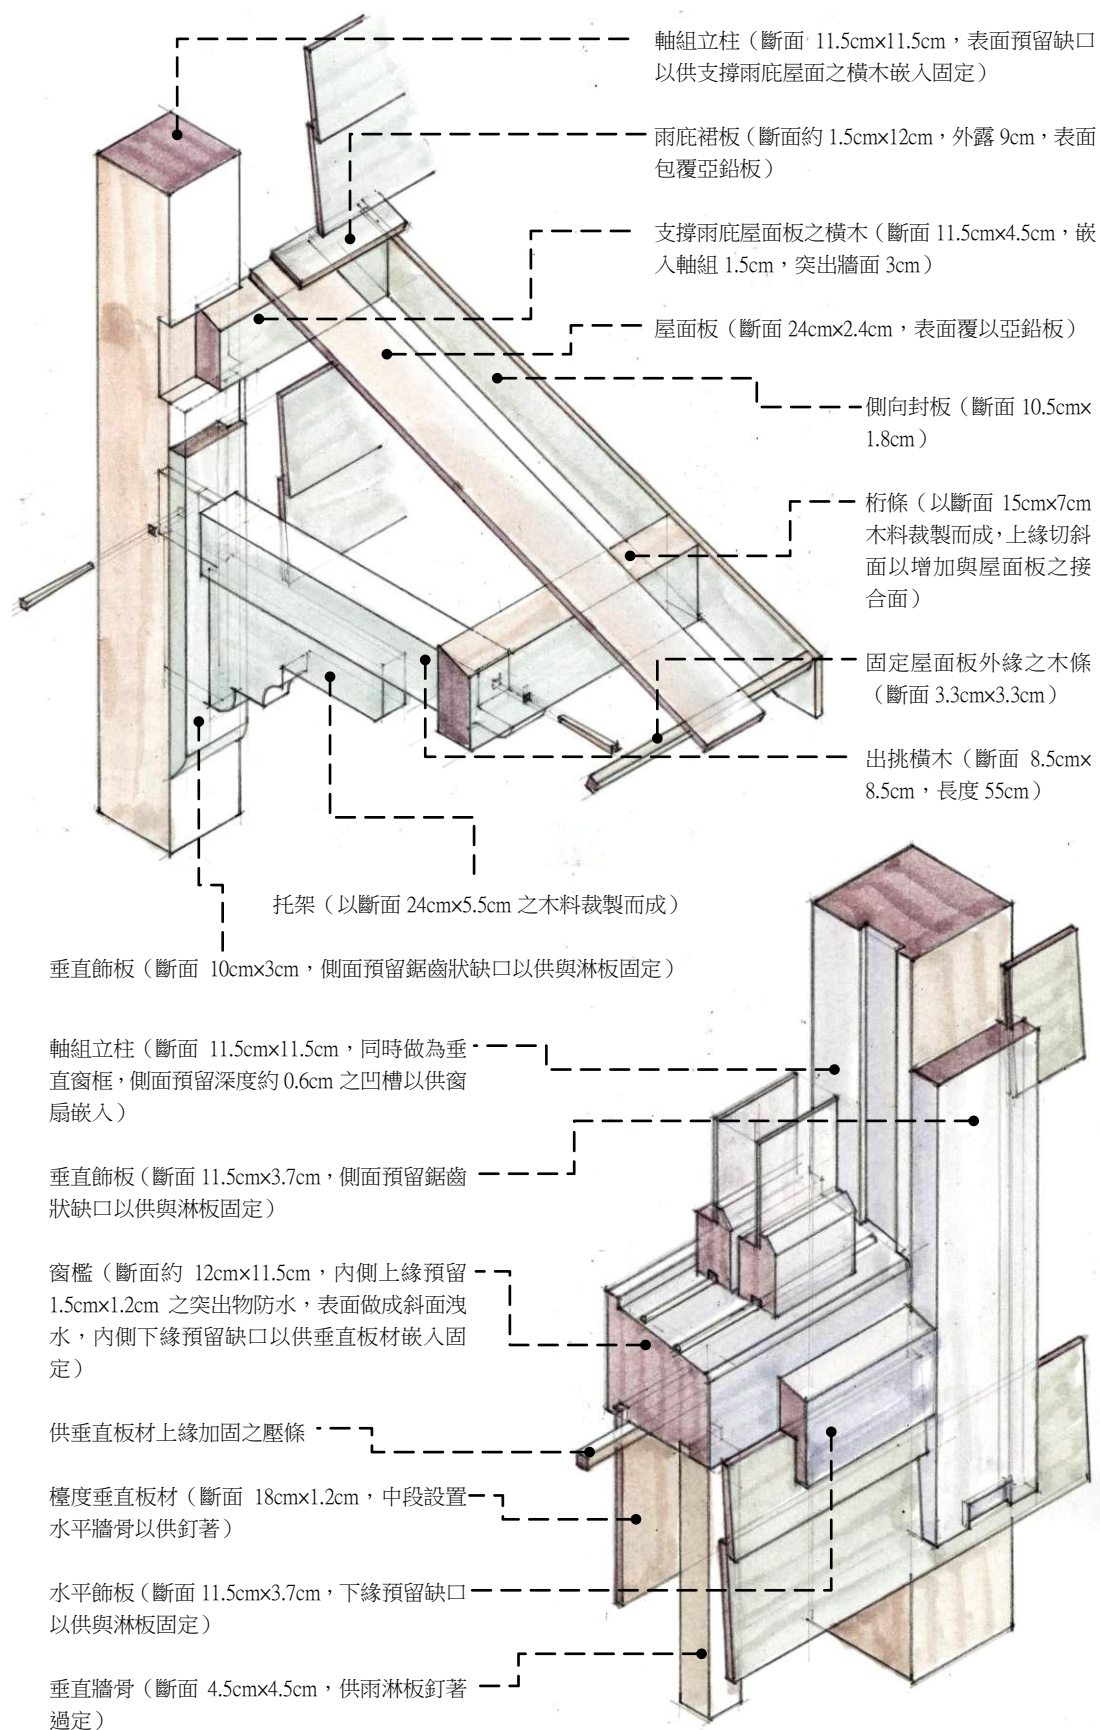 軸組立柱（斷面 11.5cm×11.5cm，表面預留缺口
以供支撐雨庇屋面之橫木嵌入固定）
雨庇裙板（斷面約 1.5cm×12cm，外露 9cm，表面
包覆亞鉛板）
支撐雨庇屋面板之橫木（斷面 11.5cm×4.5cm，嵌
入軸組 1.5cm，突出牆面 3cm）
屋面板（斷面 24cm×2.4cm，表面覆以亞鉛板）
側向封板（斷面 10.5cm×
1.8cm）
桁條（以斷面 15cm×7cm
木料裁製而成，上緣切斜
面以增加與屋面板之接
合面）
固定屋面板外緣之木條
（斷面 3.3cm×3.3cm）
出挑橫木（斷面 8.5cm×
8.5cm，長度 55cm）
托架（以斷面 24cm×5.5cm 之木料裁製而成）
垂直飾板（斷面 10cm×3cm，側面預留鋸齒狀缺口以供與淋板固定）
軸組立柱（斷面 11.5cm×11.5cm，同時做為垂
直窗框，側面預留深度約 0.6cm 之凹槽以供窗
扇嵌入）
垂直飾板（斷面 11.5cm×3.7cm，側面預留鋸齒
狀缺口以供與淋板固定）
窗檻（斷面約 12cm×11.5cm，內側上緣預留
1.5cm×1.2cm 之突出物防水，表面做成斜面洩
水，內側下緣預留缺口以供垂直板材嵌入固
定）
供垂直板材上緣加固之壓條
檯度垂直板材（斷面 18cm×1.2cm，中段設置
水平牆骨以供釘著）
水平飾板（斷面 11.5cm×3.7cm，下緣預留缺口
以供與淋板固定）
垂直牆骨（斷面 4.5cm×4.5cm，供雨淋板釘著
過定）